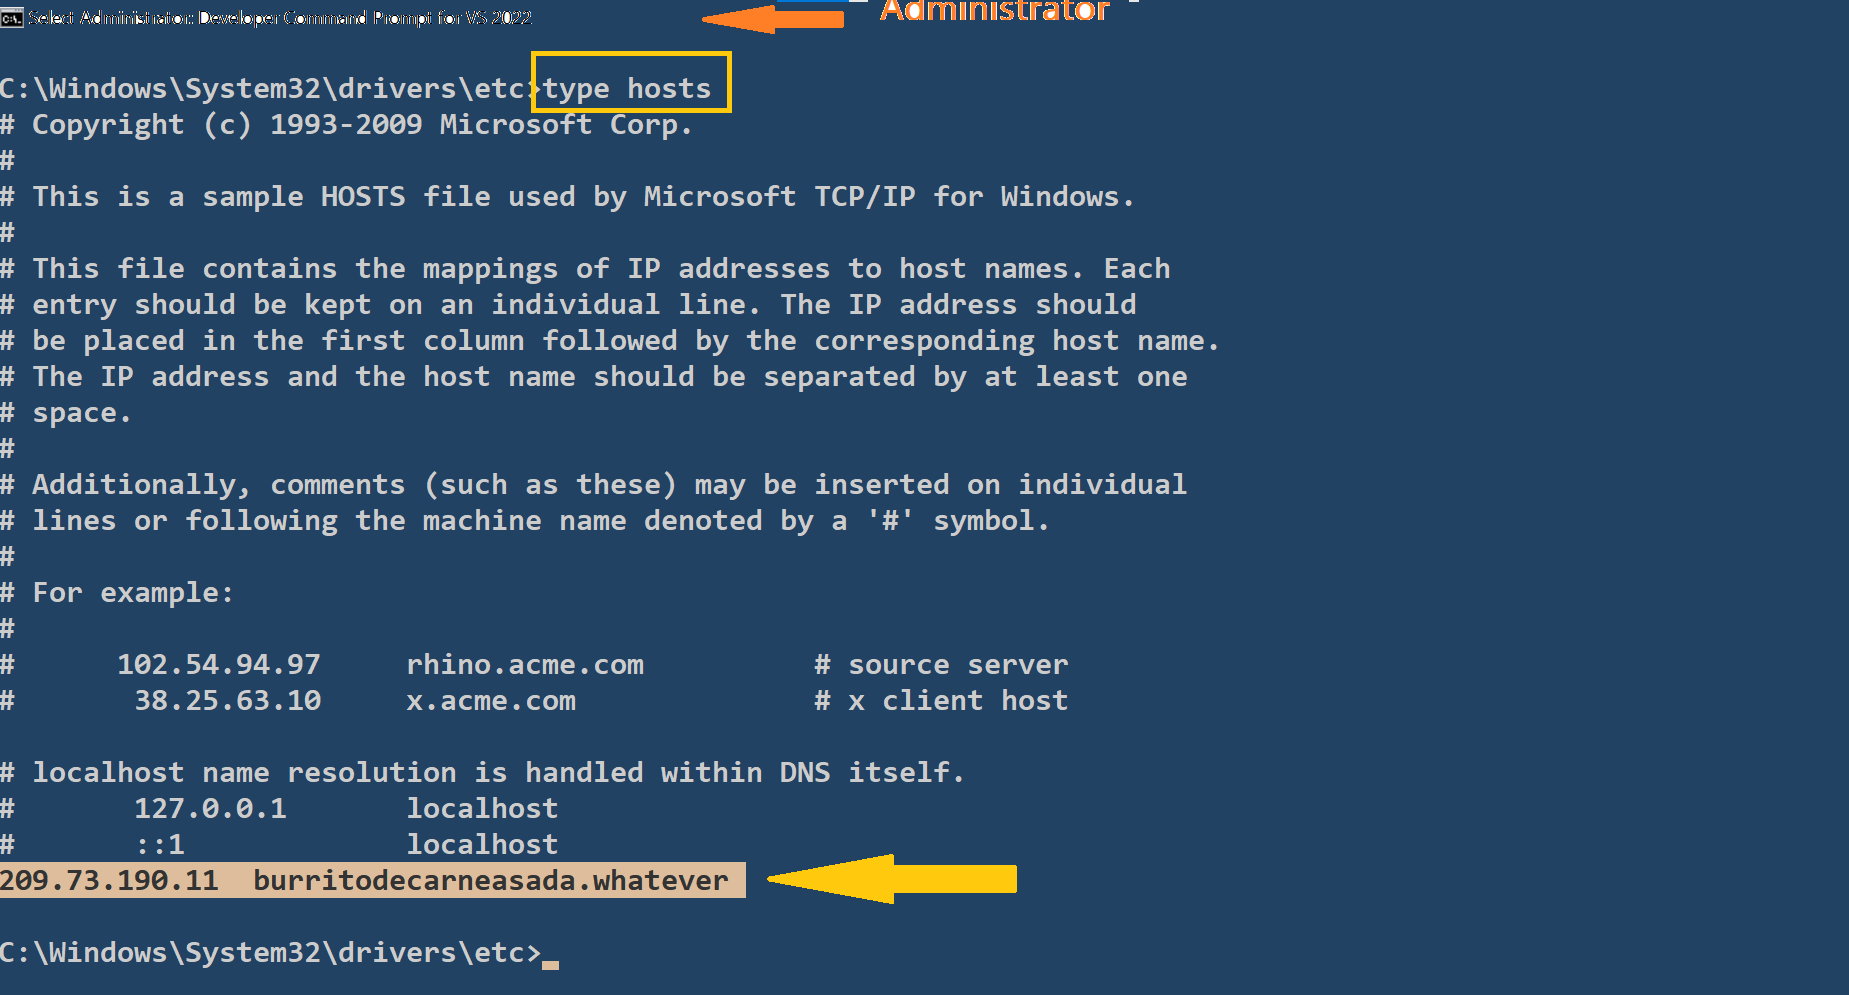 Administrator
Select Administrator: Developer Command Prompt for VS 2022
C:\Windows\System32\drivers\etc>type hosts
# Copyright (c) 1993-2009 Microsoft Corp.
#
# This is a sample HOSTS file used by Microsoft TCP/IP for Windows.
#
# This file contains the mappings of IP addresses to host names. Each
# entry should be kept on an individual line. The IP address should
# be placed in the first column followed by the corresponding host name.
# The IP address and the host name should be separated by at least one
# space.
#
# Additionally, comments (such as these) may be inserted on individual
# lines or following the machine name denoted by a '#' symbol.
#
# For example:
#
#      102.54.94.97     rhino.acme.com          # source server
#       38.25.63.10     x.acme.com              # x client host
# localhost name resolution is handled within DNS itself.
#       127.0.0.1       localhost
#       ::1             localhost
209.73.190.11  burritodecarneasada.whatever
C:\Windows\System32\drivers\etc>